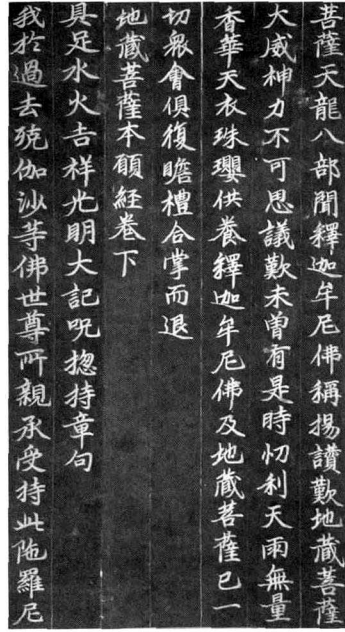 菩薩天龍八部聞釋迦牟尼佛稱揚讃歎地藏菩薩
大威神力不可思議歎未曾有是時忉利天雨無量
香華天衣珠瓔供養釋迦牟尼佛及地藏菩薩已一
切衆會俱復瞻禮合掌而退
地藏菩薩本願經卷下
具足水火吉祥光明大記呪揔持章句
我於過去殑伽沙等佛世尊所親承受持此陁羅尼